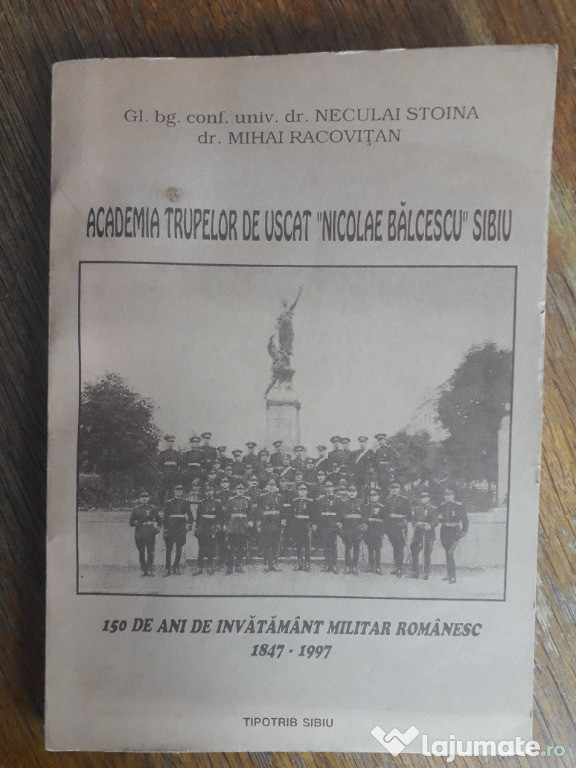 Gl. bg. conf. univ. dr. NECULAI STOINA
dr. MIHAI RACOVIŢAN
ACADEMIA TRUPELOR DE USCAT "NICOLAE BĂLCESCU" SIBIU
150 DE ANI DE INVĂTĂMÂNT MILITAR ROMÂNESC
1847 - 1997
TIPOTRIB SIBIU
lajumate.ro